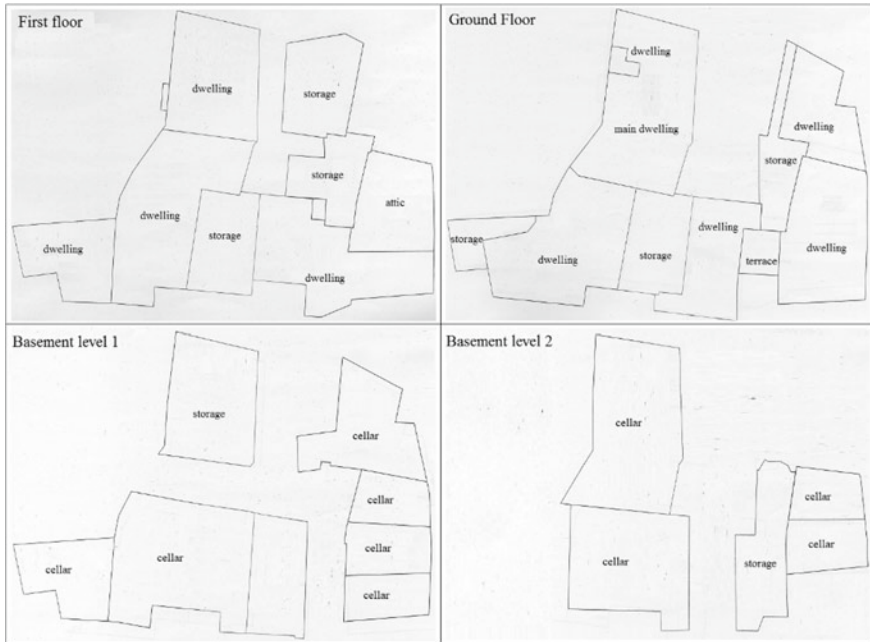 First floor
dwelling
storage
storage
attic
dwelling
storage
dwelling
dwelling
Ground Floor
dwelling
main dwelling
dwelling
storage
dwelling
storage
dwelling
storage
terrace
dwelling
Basement level 1
storage
cellar
cellar
cellar
cellar
cellar
cellar
Basement level 2
cellar
cellar
cellar
cellar
storage